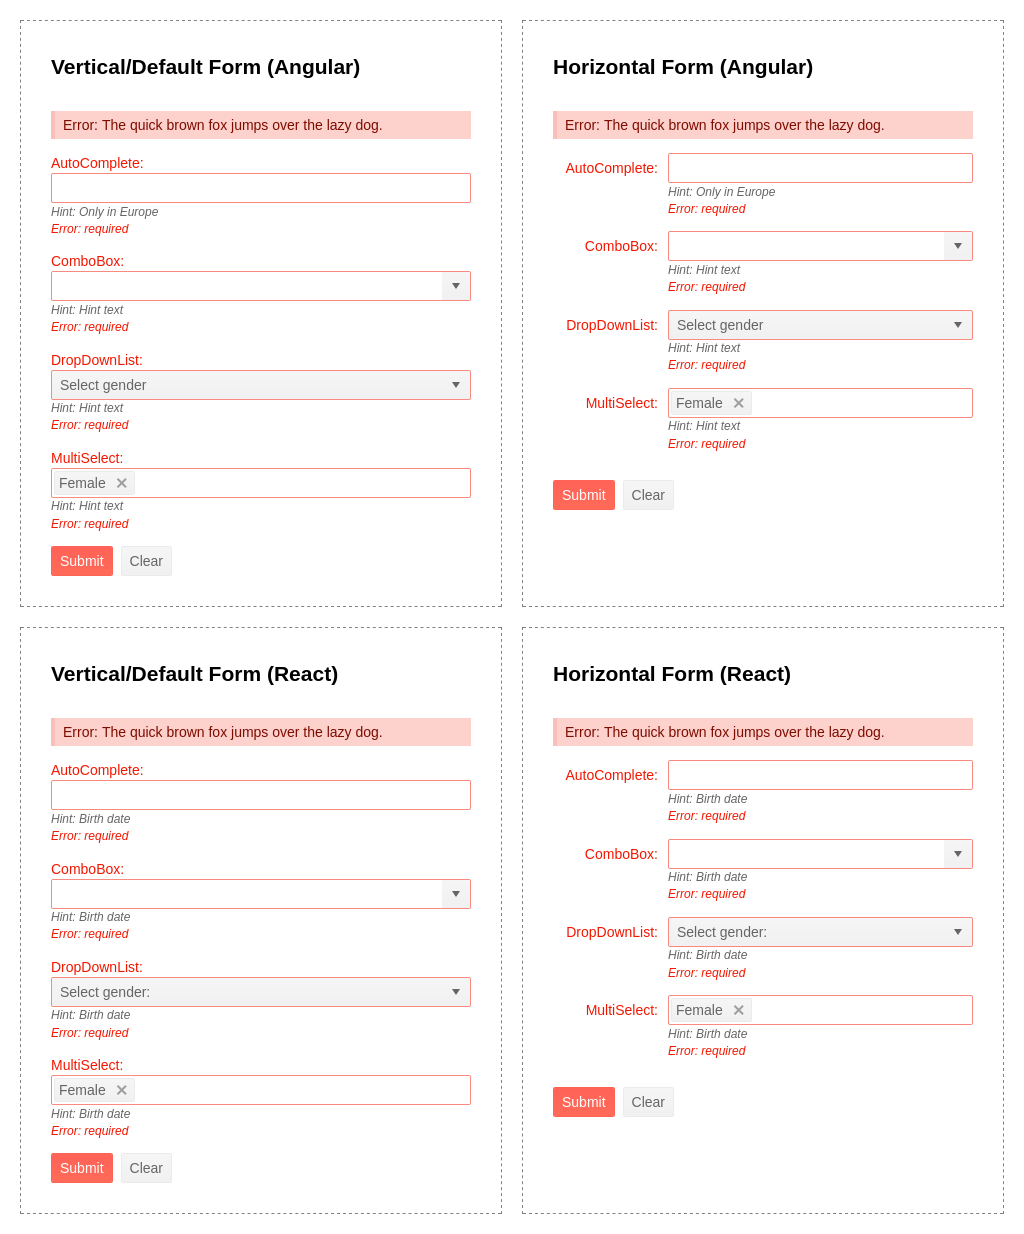 Vertical/Default Form (Angular)
Error: The quick brown fox jumps over the lazy dog.
AutoComplete:
Hint: Only in Europe
Error: required
ComboBox:
Hint: Hint text
Error: required
DropDownList:
Select gender
Hint: Hint text
Error: required
MultiSelect:
Female
Hint: Hint text
Error: required
Submit Clear
Horizontal Form (Angular)
Error: The quick brown fox jumps over the lazy dog.
AutoComplete:
Hint: Only in Europe
Error: required
ComboBox:
Hint: Hint text
Error: required
DropDownList: Select gender
Hint: Hint text
Error: required
MultiSelect: Female
Hint: Hint text
Error: required
Submit Clear
Vertical/Default Form (React)
Error: The quick brown fox jumps over the lazy dog.
AutoComplete:
Hint: Birth date
Error: required
ComboBox:
Hint: Birth date
Error: required
DropDownList:
Select gender:
Hint: Birth date
Error: required
MultiSelect:
Female
Hint: Birth date
Error: required
Submit Clear
Horizontal Form (React)
Error: The quick brown fox jumps over the lazy dog.
AutoComplete:
Hint: Birth date
Error: required
ComboBox:
Hint: Birth date
Error: required
DropDownList: Select gender:
Hint: Birth date
Error: required
MultiSelect: Female
Hint: Birth date
Error: required
Submit Clear